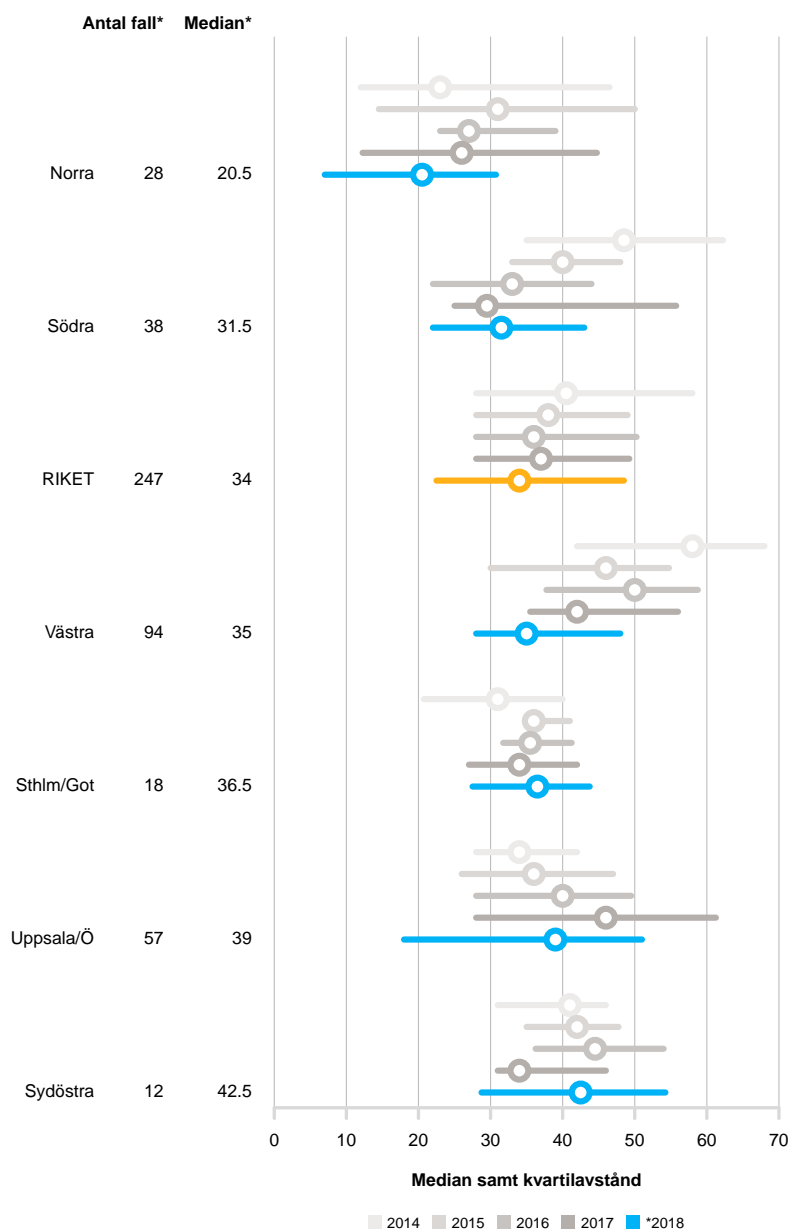 Antal fall* Median*
Norra 28 20.5
Södra 38 31.5
RIKET 247 34
Västra 94 35
Sthlm/Got 18 36.5
Uppsala/Ö 57 39
Sydöstra 12 42.5
0 10 20 30 40 50 60 70
Median samt kvartilavstånd
2014 2015 2016 2017 *2018